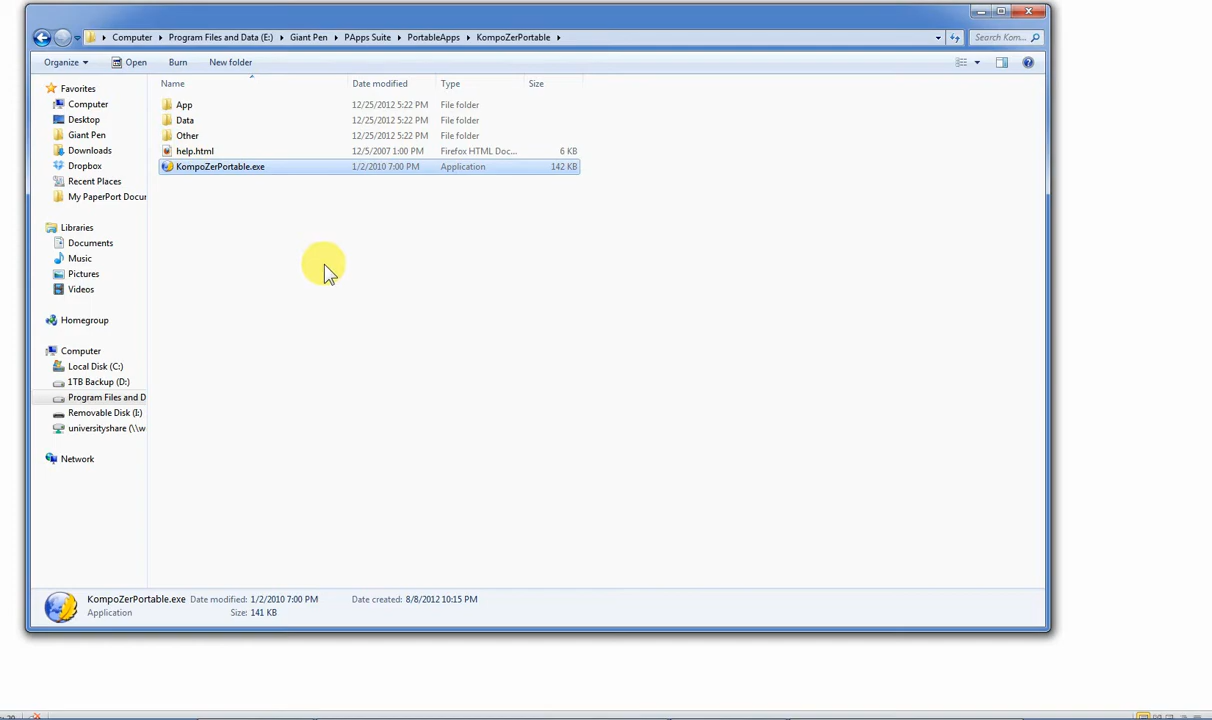 Computer Program Files and Data (E:) Giant Pen PApps Suite PortableApps KompoZerPortable Search Kom...
Organize Open Burn New folder
Name Date modified Type Size
Favorites
Computer
Desktop
Giant Pen
Downloads
Dropbox
Recent Places
My PaperPort Docur
Libraries
Documents
Music
Pictures
Videos
Homegroup
Computer
Local Disk (C:)
1TB Backup (D:)
Program Files and D
Removable Disk (I:)
universityshare (\\w
Network
App 12/25/2012 5:22 PM File folder
Data 12/25/2012 5:22 PM File folder
Other 12/25/2012 5:22 PM File folder
help.html 12/5/2007 1:00 PM Firefox HTML Doc... 6 KB
KompoZerPortable.exe 1/2/2010 7:00 PM Application 142 KB
KompoZerPortable.exe Date modified: 1/2/2010 7:00 PM Date created: 8/8/2012 10:15 PM
Application Size: 141 KB